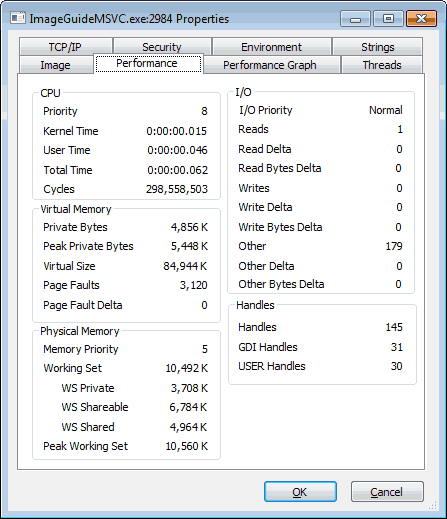 ImageGuideMSVC.exe:2984 Properties
TCP/IP Security Environment Strings
Image Performance Performance Graph Threads
CPU
Priority 8
Kernel Time 0:00:00.015
User Time 0:00:00.046
Total Time 0:00:00.062
Cycles 298,558,503
Virtual Memory
Private Bytes 4,856 K
Peak Private Bytes 5,448 K
Virtual Size 84,944 K
Page Faults 3,120
Page Fault Delta 0
Physical Memory
Memory Priority 5
Working Set 10,492 K
WS Private 3,708 K
WS Shareable 6,784 K
WS Shared 4,964 K
Peak Working Set 10,560 K
I/O
I/O Priority Normal
Reads 1
Read Delta 0
Read Bytes Delta 0
Writes 0
Write Delta 0
Write Bytes Delta 0
Other 179
Other Delta 0
Other Bytes Delta 0
Handles
Handles 145
GDI Handles 31
USER Handles 30
OK Cancel